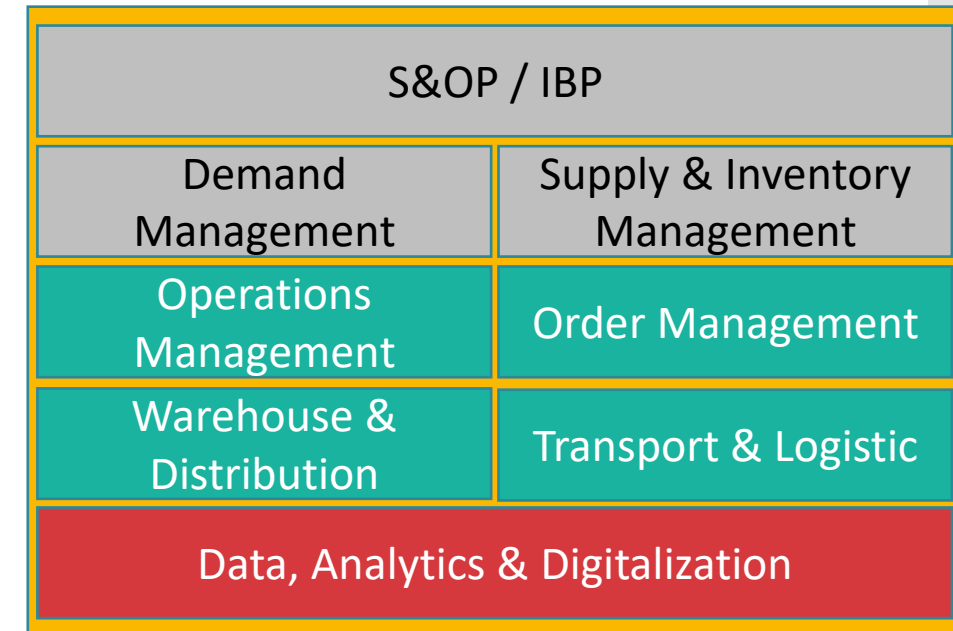 S&OP / IBP
Demand
Management
Supply & Inventory
Management
Operations
Management
Order Management
Warehouse &
Distribution
Transport & Logistic
Data, Analytics & Digitalization